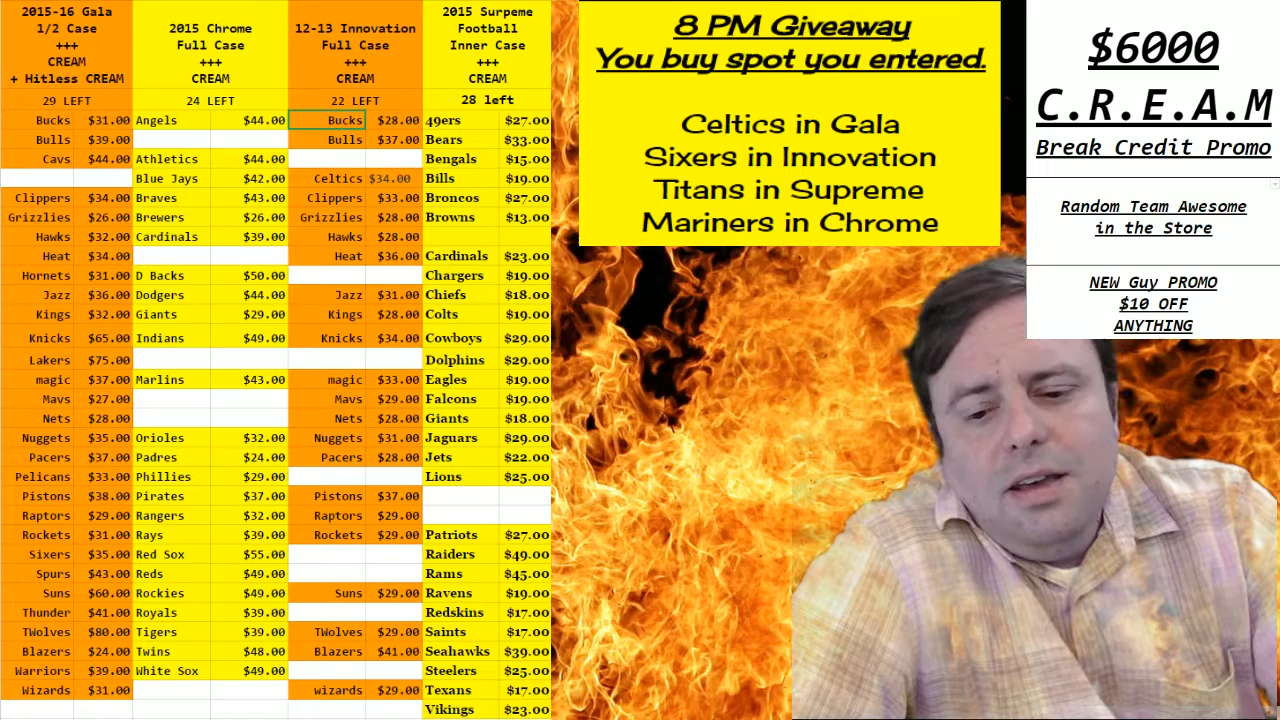 2015-16 Gala
1/2 Case
+++
CREAM
+ Hitless CREAM
29 LEFT
Bucks $31.00
Bulls $39.00
Cavs $44.00
Clippers $34.00
Grizzlies $26.00
Hawks $32.00
Heat $34.00
Hornets $31.00
Jazz $36.00
Kings $32.00
Knicks $65.00
Lakers $75.00
magic $37.00
Mavs $27.00
Nets $28.00
Nuggets $35.00
Pacers $37.00
Pelicans $33.00
Pistons $38.00
Raptors $29.00
Rockets $31.00
Sixers $35.00
Spurs $43.00
Suns $60.00
Thunder $41.00
TWolves $80.00
Blazers $24.00
Warriors $39.00
Wizards $31.00
2015 Chrome
Full Case
+++
CREAM
24 LEFT
Angels $44.00
Athletics $44.00
Blue Jays $42.00
Braves $43.00
Brewers $26.00
Cardinals $39.00
D Backs $50.00
Dodgers $44.00
Giants $29.00
Indians $49.00
Marlins $43.00
Orioles $32.00
Padres $24.00
Phillies $29.00
Pirates $37.00
Rangers $32.00
Rays $39.00
Red Sox $55.00
Reds $49.00
Rockies $49.00
Royals $39.00
Tigers $39.00
Twins $48.00
White Sox $49.00
12-13 Innovation
Full Case
+++
CREAM
22 LEFT
Bucks $28.00
Bulls $37.00
Celtics $34.00
Clippers $33.00
Grizzlies $28.00
Hawks $28.00
Heat $36.00
Jazz $31.00
Kings $28.00
Knicks $34.00
magic $33.00
Mavs $29.00
Nets $28.00
Nuggets $31.00
Pacers $28.00
Pistons $37.00
Raptors $29.00
Rockets $29.00
Suns $29.00
TWolves $29.00
Blazers $41.00
wizards $29.00
2015 Surpeme
Football
Inner Case
+++
CREAM
28 left
49ers $27.00
Bears $33.00
Bengals $15.00
Bills $19.00
Broncos $27.00
Browns $13.00
Cardinals $23.00
Chargers $19.00
Chiefs $18.00
Colts $19.00
Cowboys $29.00
Dolphins $29.00
Eagles $19.00
Falcons $19.00
Giants $18.00
Jaguars $29.00
Jets $22.00
Lions $25.00
Patriots $27.00
Raiders $49.00
Rams $45.00
Ravens $19.00
Redskins $17.00
Saints $17.00
Seahawks $39.00
Steelers $25.00
Texans $17.00
Vikings $23.00
8 PM Giveaway
You buy spot you entered.
Celtics in Gala
Sixers in Innovation
Titans in Supreme
Mariners in Chrome
$6000
C.R.E.A.M
Break Credit Promo
Random Team Awesome
in the Store
NEW Guy PROMO
$10 OFF
ANYTHING